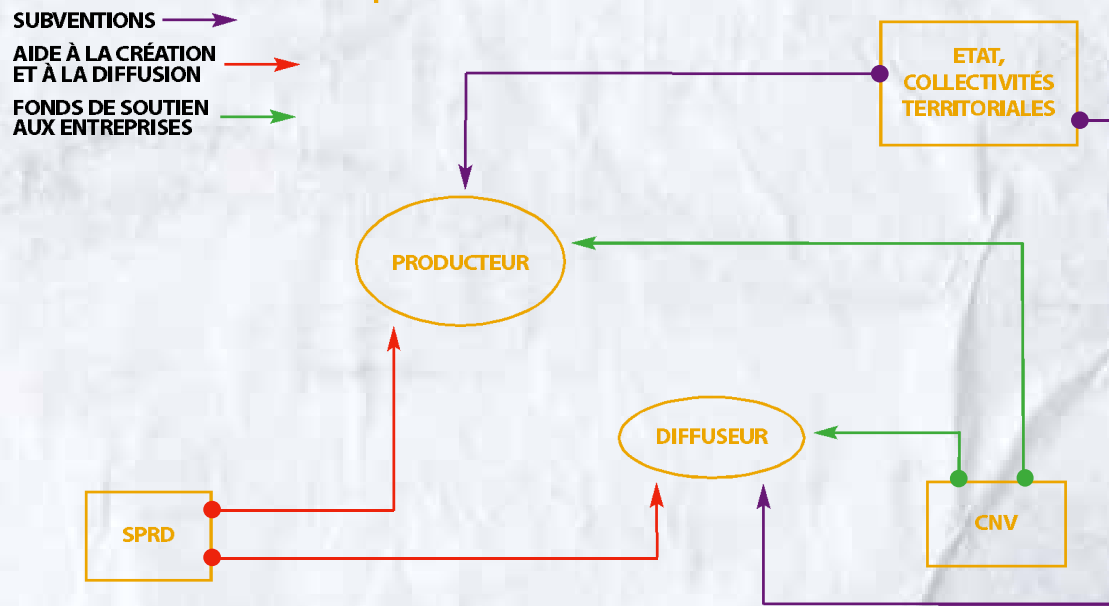 SUBVENTIONS
AIDE À LA CRÉATION
ET À LA DIFFUSION
FONDS DE SOUTIEN
AUX ENTREPRISES
ETAT,
COLLECTIVITÉS
TERRITORIALES
PRODUCTEUR
DIFFUSEUR
SPRD
CNV